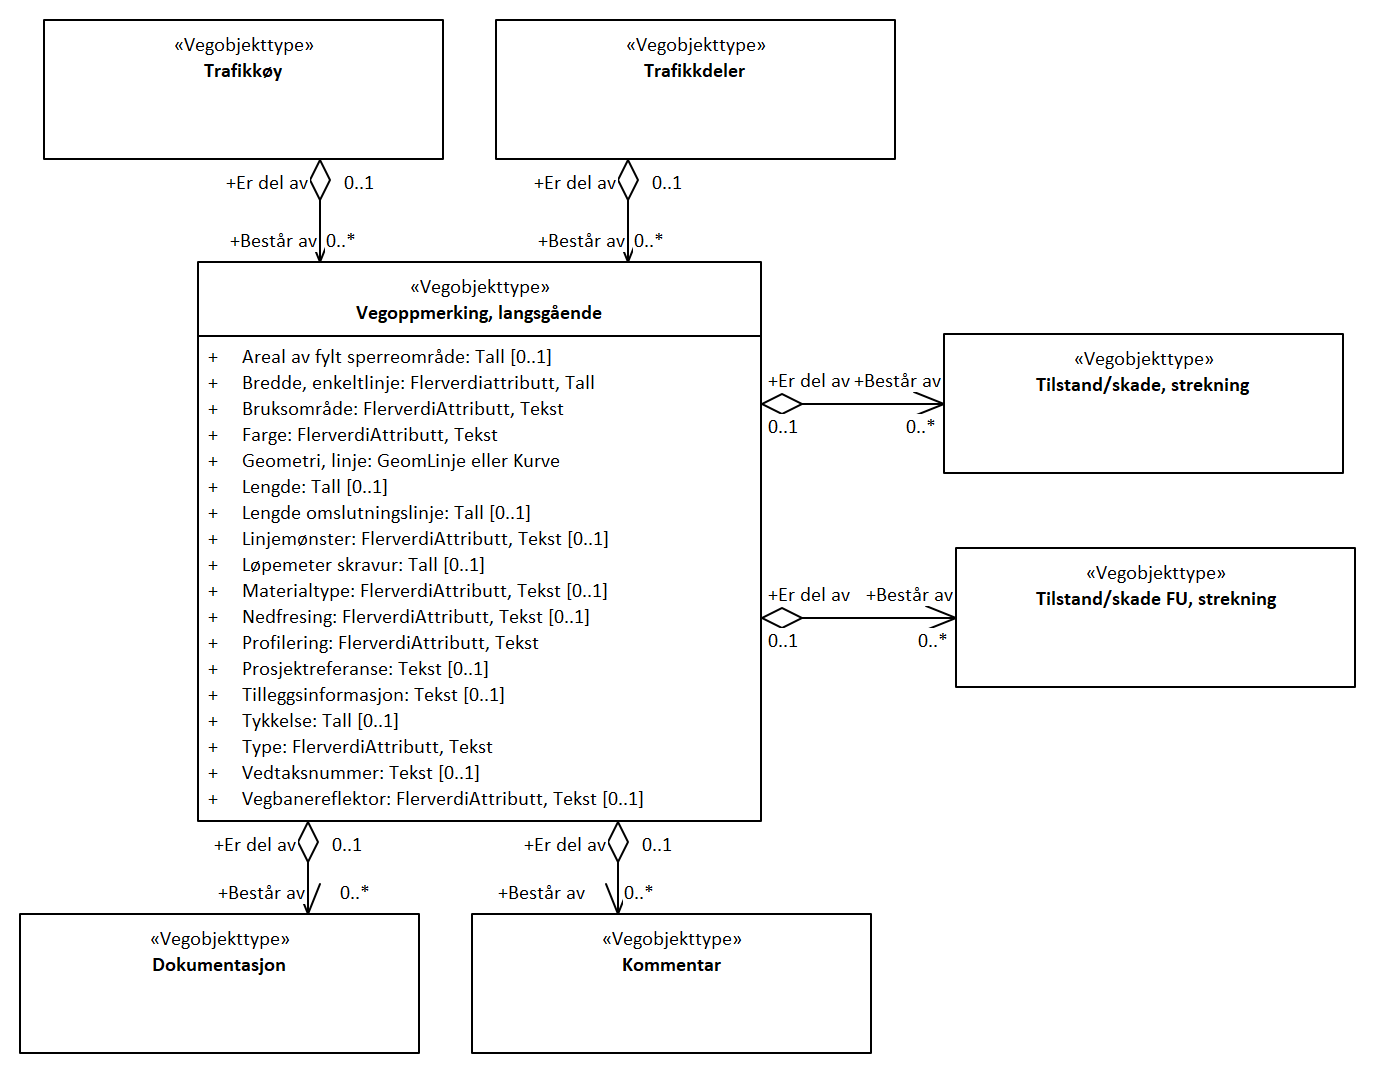 «Vegobjekttype»
Trafikkøy
«Vegobjekttype»
Trafikkdeler
+Er del av
0..1
+Er del av
0..1
+Består av
0..*
+Består av
0..*
«Vegobjekttype»
Vegoppmerking, langsgående
+ Areal av fylt sperreområde: Tall [0..1]
+ Bredde, enkeltlinje: Flerverdiattributt, Tall
+ Bruksområde: FlerverdiAttributt, Tekst
+ Farge: FlerverdiAttributt, Tekst
+ Geometri, linje: GeomLinje eller Kurve
+ Lengde: Tall [0..1]
+ Lengde omslutningslinje: Tall [0..1]
+ Linjemønster: FlerverdiAttributt, Tekst [0..1]
+ Løpemeter skravur: Tall [0..1]
+ Materialtype: FlerverdiAttributt, Tekst [0..1]
+ Nedfresing: FlerverdiAttributt, Tekst [0..1]
+ Profilering: FlerverdiAttributt, Tekst
+ Prosjektreferanse: Tekst [0..1]
+ Tilleggsinformasjon: Tekst [0..1]
+ Tykkelse: Tall [0..1]
+ Type: FlerverdiAttributt, Tekst
+ Vedtaksnummer: Tekst [0..1]
+ Vegbanereflektor: FlerverdiAttributt, Tekst [0..1]
+Er del av
+Består av
0..1
0..*
«Vegobjekttype»
Tilstand/skade, strekning
+Er del av
+Består av
0..1
0..*
«Vegobjekttype»
Tilstand/skade FU, strekning
+Er del av
0..1
+Er del av
0..1
+Består av
0..*
+Består av
0..*
«Vegobjekttype»
Dokumentasjon
«Vegobjekttype»
Kommentar